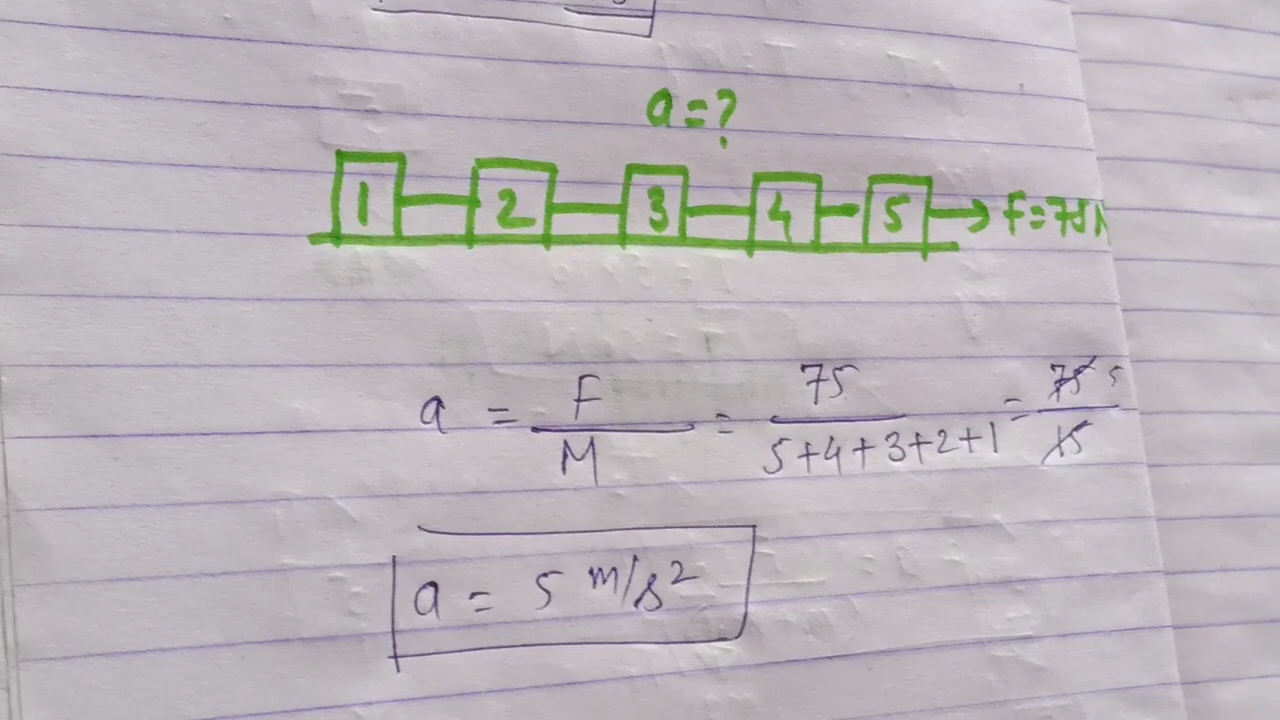 a=?
1 2 3 4 5 F=75N
a = F/M = 75/5+4+3+2+1 = 75 5/15
a = 5 m/s²